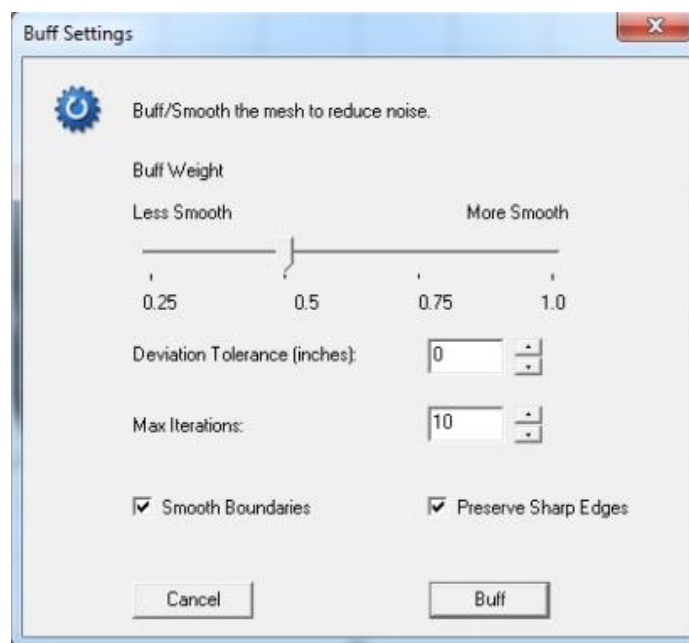 Buff Settings
Buff/Smooth the mesh to reduce noise.
Buff Weight
Less Smooth More Smooth
0.25 0.5 0.75 1.0
Deviation Tolerance (inches): 0
Max Iterations: 10
Smooth Boundaries Preserve Sharp Edges
Cancel Buff